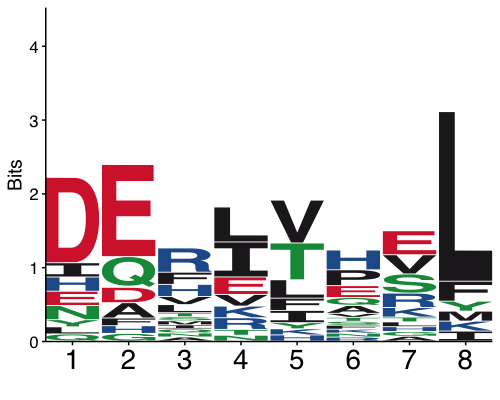 Bits
4
3
2
1
0
D I H E N Y
E Q D A
R F H V
L I E V K R
V T L F I Y
H P E Q A
E V S R K
L F Y M K I
1 2 3 4 5 6 7 8